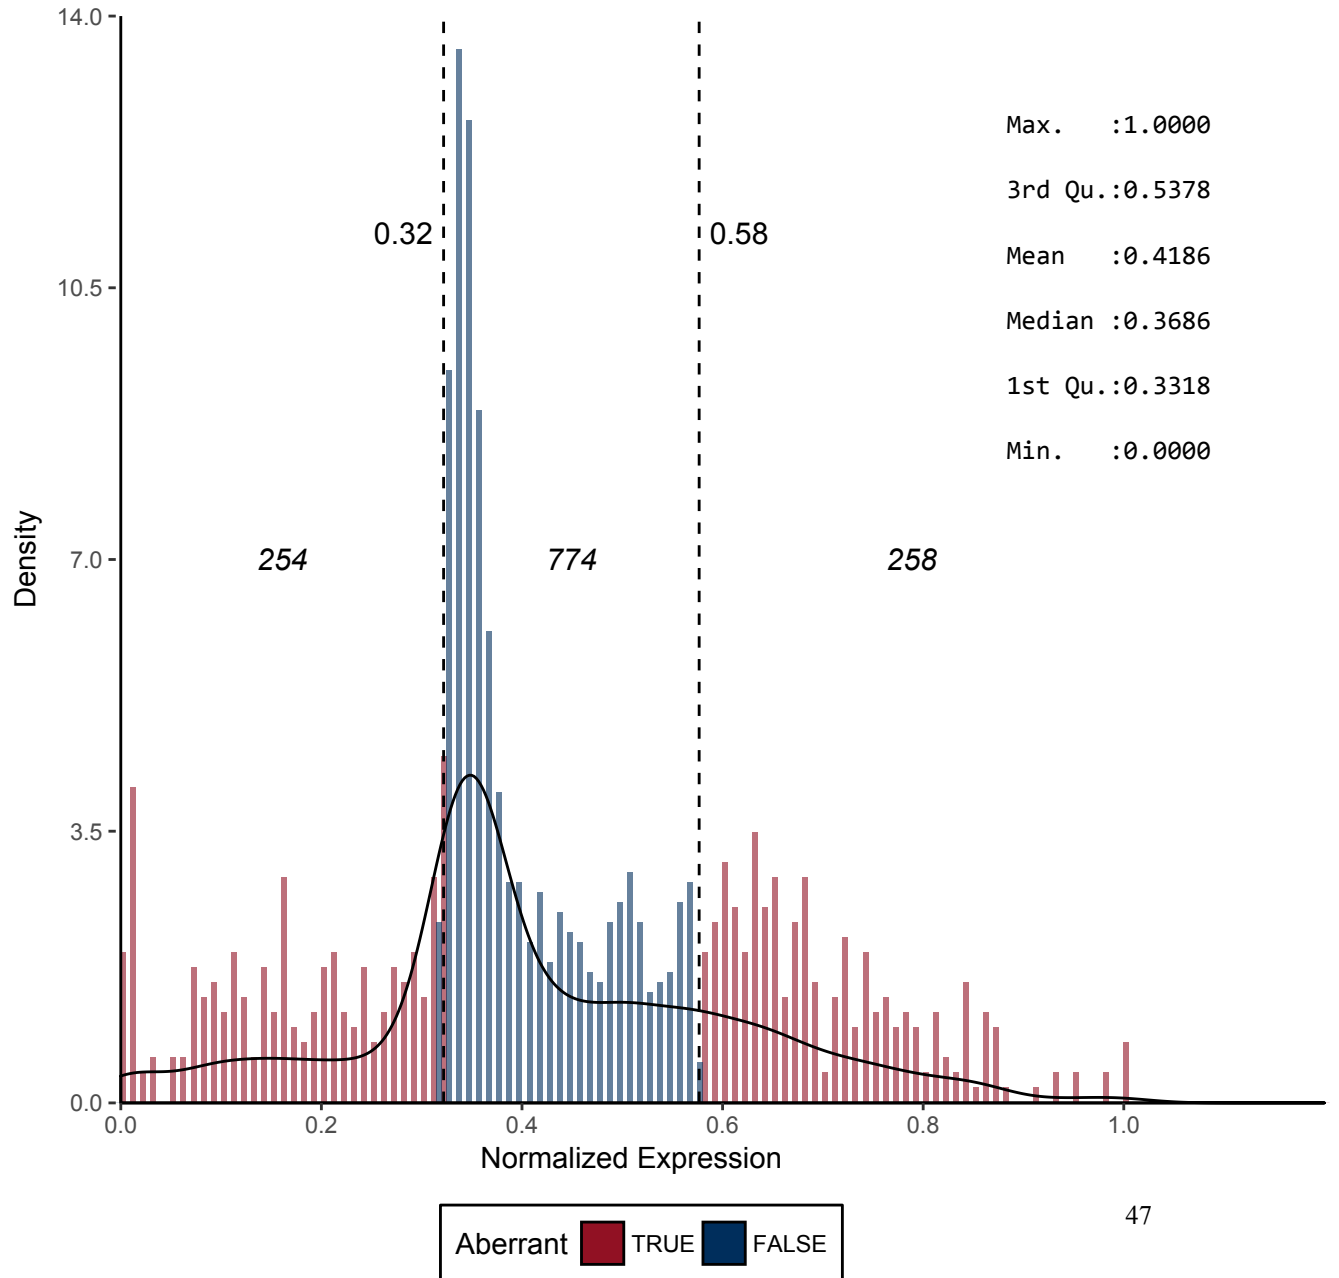 14.0
Max. :1.0000
3rd Qu.:0.5378
0.32
0.58
Mean :0.4186
10.5
Median :0.3686
1st Qu.:0.3318
Min. :0.0000
Density
7.0
254
774
258
3.5
0.0
0.0 0.2 0.4 0.6 0.8 1.0
Normalized Expression
47
Aberrant TRUE FALSE